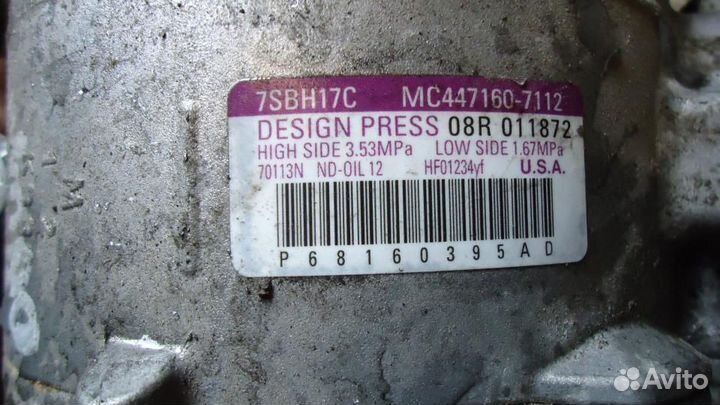 7SBH17C MC447160-7112
DESIGN PRESS 08R 011872
HIGH SIDE 3.53MPa LOW SIDE 1.67MPa
70113N ND-OIL 12 HF01234yf U.S.A.
P68160395AD
Avito